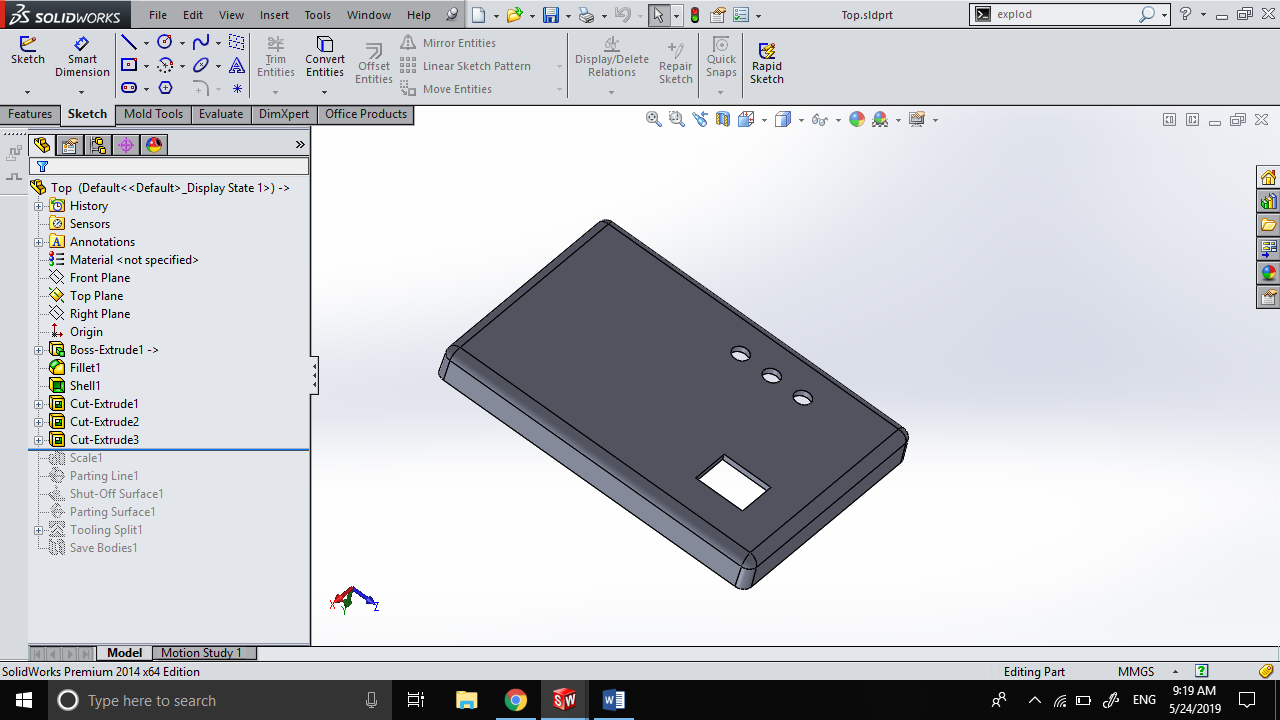 SOLIDWORKS File Edit View Insert Tools Window Help Top.sldprt explod ?
Sketch Smart Dimension Trim Entities Convert Entities Offset Entities Mirror Entities Linear Sketch Pattern Move Entities Display/Delete Relations Repair Sketch Quick Snaps Rapid Sketch
Features Sketch Mold Tools Evaluate DimXpert Office Products
Top (Default<<Default>_Display State 1>) ->
History
Sensors
Annotations
Material <not specified>
Front Plane
Top Plane
Right Plane
Origin
Boss-Extrude1 ->
Fillet1
Shell1
Cut-Extrude1
Cut-Extrude2
Cut-Extrude3
Scale1
Parting Line1
Shut-Off Surface1
Parting Surface1
Tooling Split1
Save Bodies1
X Y Z
Model Motion Study 1
SolidWorks Premium 2014 x64 Edition Editing Part MMGS ?
Type here to search ENG 9:19 AM
5/24/2019